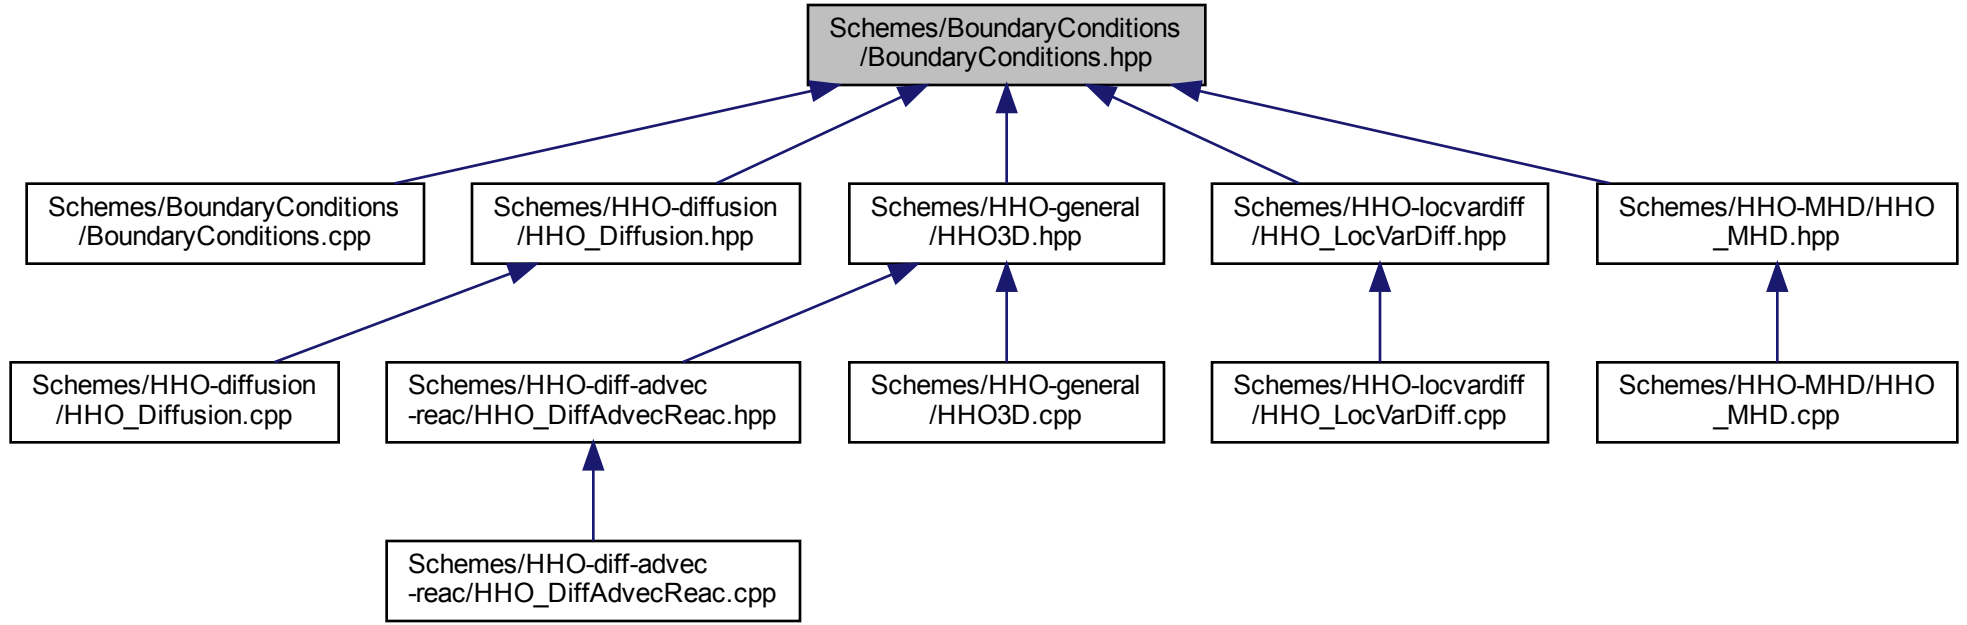 Schemes/BoundaryConditions
/BoundaryConditions.hpp
Schemes/BoundaryConditions
/BoundaryConditions.cpp
Schemes/HHO-diffusion
/HHO_Diffusion.hpp
Schemes/HHO-general
/HHO3D.hpp
Schemes/HHO-locvardiff
/HHO_LocVarDiff.hpp
Schemes/HHO-MHD/HHO
_MHD.hpp
Schemes/HHO-diffusion
/HHO_Diffusion.cpp
Schemes/HHO-diff-advec
-reac/HHO_DiffAdvecReac.hpp
Schemes/HHO-general
/HHO3D.cpp
Schemes/HHO-locvardiff
/HHO_LocVarDiff.cpp
Schemes/HHO-MHD/HHO
_MHD.cpp
Schemes/HHO-diff-advec
-reac/HHO_DiffAdvecReac.cpp